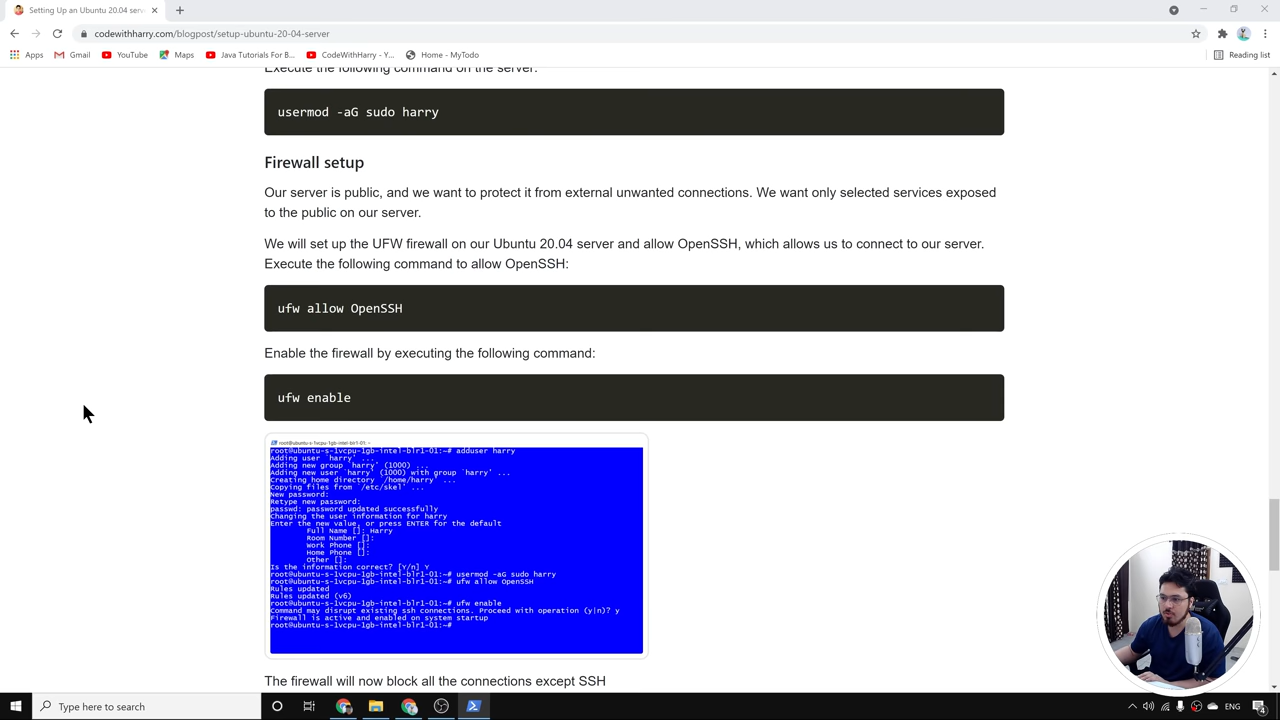 Setting Up an Ubuntu 20.04 serve
codewithharry.com/blogpost/setup-ubuntu-20-04-server
Apps Gmail YouTube Maps Java Tutorials For B... CodeWithHarry - Y... Home - MyTodo Reading list
Execute the following command on the server:
usermod -aG sudo harry
Firewall setup
Our server is public, and we want to protect it from external unwanted connections. We want only selected services exposed
to the public on our server.
We will set up the UFW firewall on our Ubuntu 20.04 server and allow OpenSSH, which allows us to connect to our server.
Execute the following command to allow OpenSSH:
ufw allow OpenSSH
Enable the firewall by executing the following command:
ufw enable
root@ubuntu-s-1vcpu-1gb-intel-blr1-01: ~
root@ubuntu-s-1vcpu-1gb-intel-blr1-01:~# adduser harry
Adding user `harry' ...
Adding new group `harry' (1000) ...
Adding new user `harry' (1000) with group `harry' ...
Creating home directory `/home/harry' ...
Copying files from `/etc/skel' ...
New password:
Retype new password:
passwd: password updated successfully
Changing the user information for harry
Enter the new value, or press ENTER for the default
Full Name []: Harry
Room Number []:
Work Phone []:
Home Phone []:
Other []:
Is the information correct? [Y/n] Y
root@ubuntu-s-1vcpu-1gb-intel-blr1-01:~# usermod -aG sudo harry
root@ubuntu-s-1vcpu-1gb-intel-blr1-01:~# ufw allow OpenSSH
Rules updated
Rules updated (v6)
root@ubuntu-s-1vcpu-1gb-intel-blr1-01:~# ufw enable
Command may disrupt existing ssh connections. Proceed with operation (y|n)? y
Firewall is active and enabled on system startup
root@ubuntu-s-1vcpu-1gb-intel-blr1-01:~#
The firewall will now block all the connections except SSH
Type here to search
ENG
4